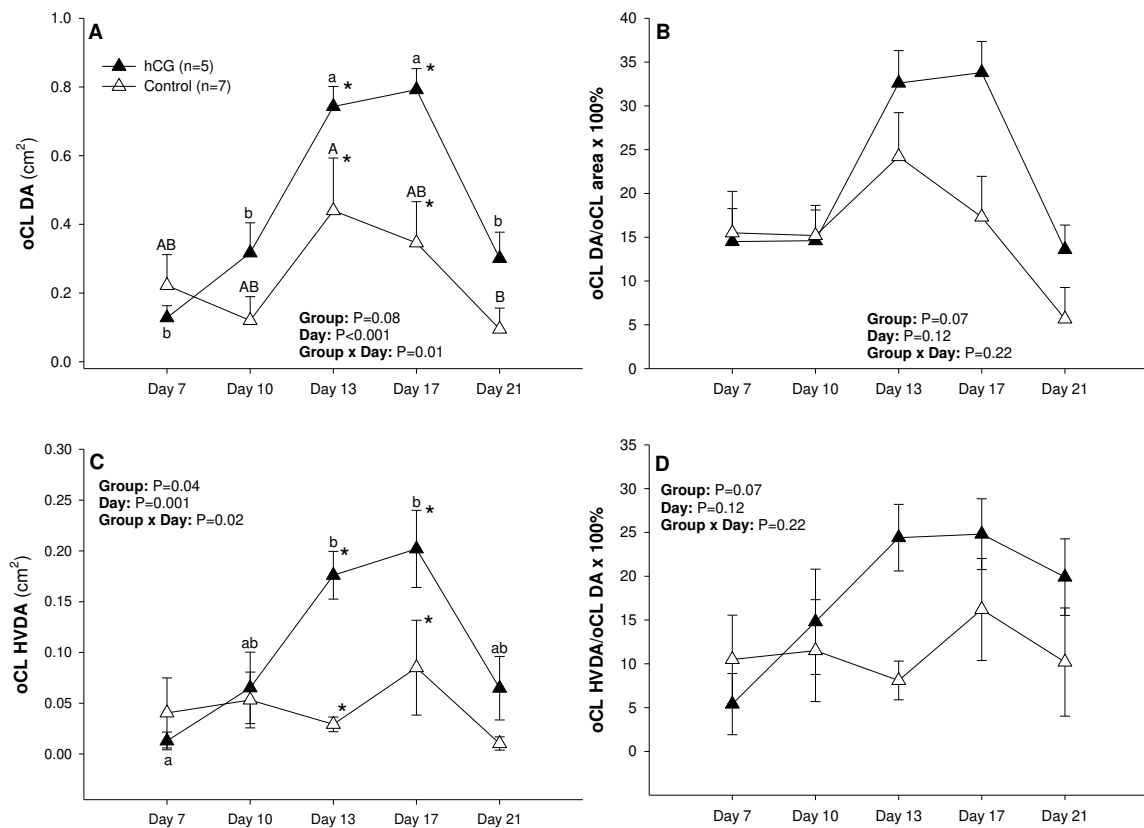 A
hCG (n=5)
Control (n=7)
oCL DA (cm²)
1.0
0.8
0.6
0.4
0.2
0.0
a
*
a
*
A
*
AB
*
AB
b
AB
b
b
B
Group: P=0.08
Day: P<0.001
Group x Day: P=0.01
Day 7 Day 10 Day 13 Day 17 Day 21
B
oCL DA/oCL area x 100%
40%
35
30
25
20
15
10
5
0
Group: P=0.07
Day: P=0.12
Group x Day: P=0.22
Day 7 Day 10 Day 13 Day 17 Day 21
C
Group: P=0.04
Day: P=0.001
Group x Day: P=0.02
oCL HVDA (cm²)
0.30
0.25
0.20
0.15
0.10
0.05
0.00
b
*
b
*
ab
*
ab
*
a
Day 7 Day 10 Day 13 Day 17 Day 21
D
Group: P=0.07
Day: P=0.12
Group x Day: P=0.22
oCL HVDA/oCL DA x 100%
35
30
25
20
15
10
5
0
Day 7 Day 10 Day 13 Day 17 Day 21